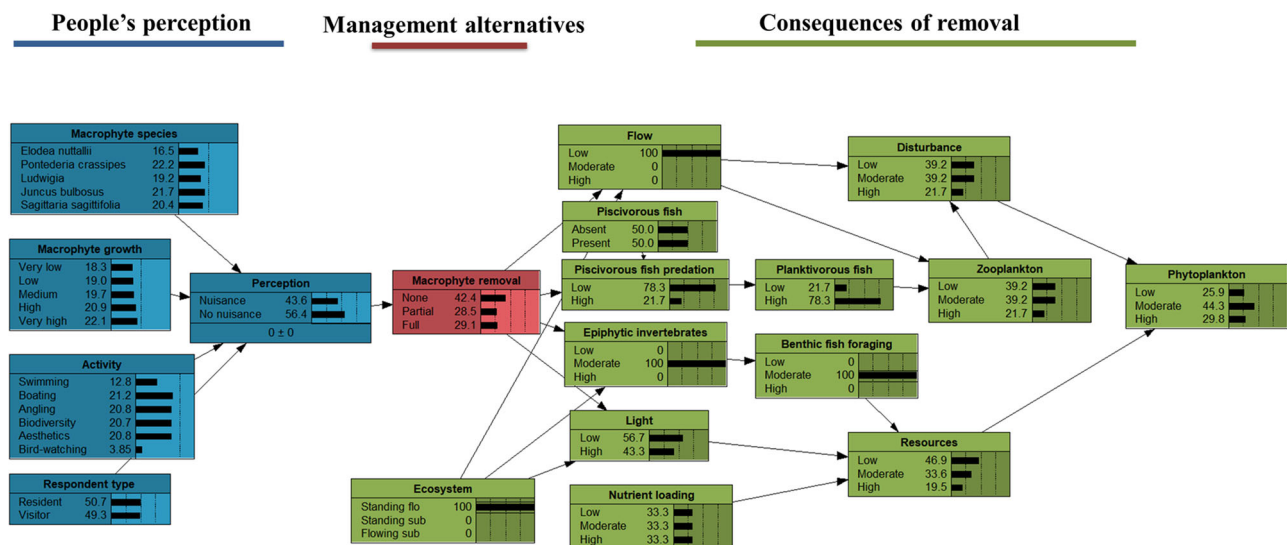 People's perception
Management alternatives
Consequences of removal
Macrophyte species
Elodea nuttallii 16.5
Pontederia crassipes 22.2
Ludwigia 19.2
Juncus bulbosus 21.7
Sagittaria sagittifolia 20.4
Macrophyte growth
Very low 18.3
Low 19.0
Medium 19.7
High 20.9
Very high 22.1
Activity
Swimming 12.8
Boating 21.2
Angling 20.8
Biodiversity 20.7
Aesthetics 20.8
Bird-watching 3.85
Respondent type
Resident 50.7
Visitor 49.3
Perception
Nuisance 43.6
No nuisance 56.4
0 ± 0
Macrophyte removal
None 42.4
Partial 28.5
Full 29.1
Ecosystem
Standing flo 100
Standing sub 0
Flowing sub 0
Flow
Low 100
Moderate 0
High 0
Piscivorous fish
Absent 50.0
Present 50.0
Piscivorous fish predation
Low 78.3
High 21.7
Epiphytic invertebrates
Low 0
Moderate 100
High 0
Light
Low 56.7
High 43.3
Nutrient loading
Low 33.3
Moderate 33.3
High 33.3
Planktivorous fish
Low 21.7
High 78.3
Benthic fish foraging
Low 0
Moderate 100
High 0
Disturbance
Low 39.2
Moderate 39.2
High 21.7
Zooplankton
Low 39.2
Moderate 39.2
High 21.7
Resources
Low 46.9
Moderate 33.6
High 19.5
Phytoplankton
Low 25.9
Moderate 44.3
High 29.8